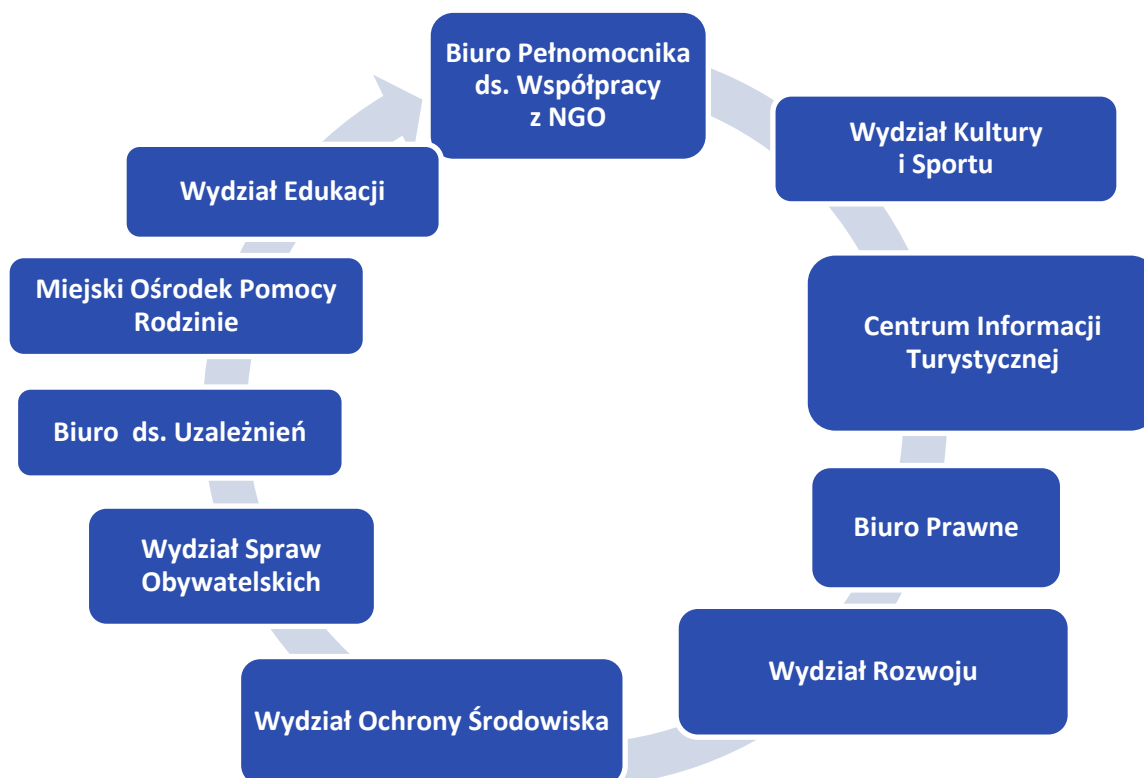 Biuro Pełnomocnika
ds. Współpracy
z NGO
Wydział Kultury
i Sportu
Centrum Informacji
Turystycznej
Biuro Prawne
Wydział Rozwoju
Wydział Ochrony Środowiska
Wydział Spraw
Obywatelskich
Biuro ds. Uzależnień
Miejski Ośrodek Pomocy
Rodzinie
Wydział Edukacji